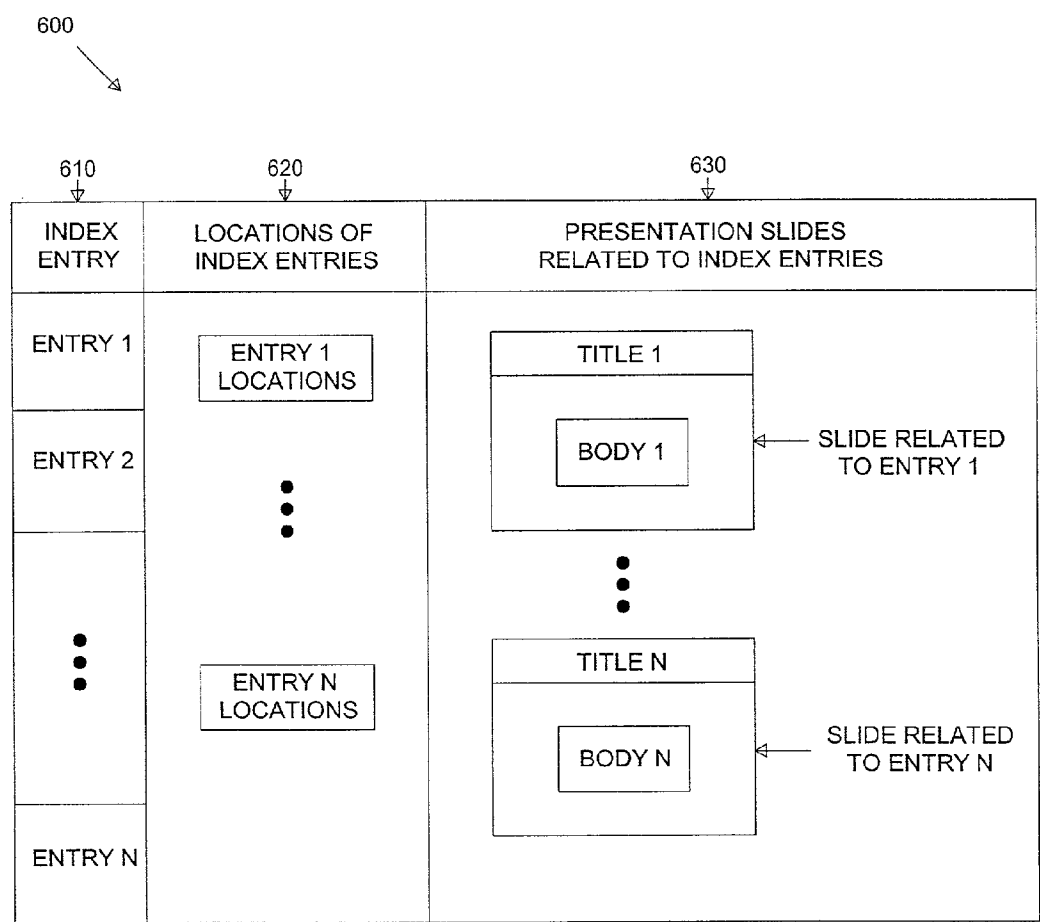 600
610
620
630
INDEX
ENTRY
LOCATIONS OF
INDEX ENTRIES
PRESENTATION SLIDES
RELATED TO INDEX ENTRIES
ENTRY 1
ENTRY 2
ENTRY N
ENTRY 1
LOCATIONS
ENTRY N
LOCATIONS
TITLE 1
BODY 1
SLIDE RELATED
TO ENTRY 1
TITLE N
BODY N
SLIDE RELATED
TO ENTRY N